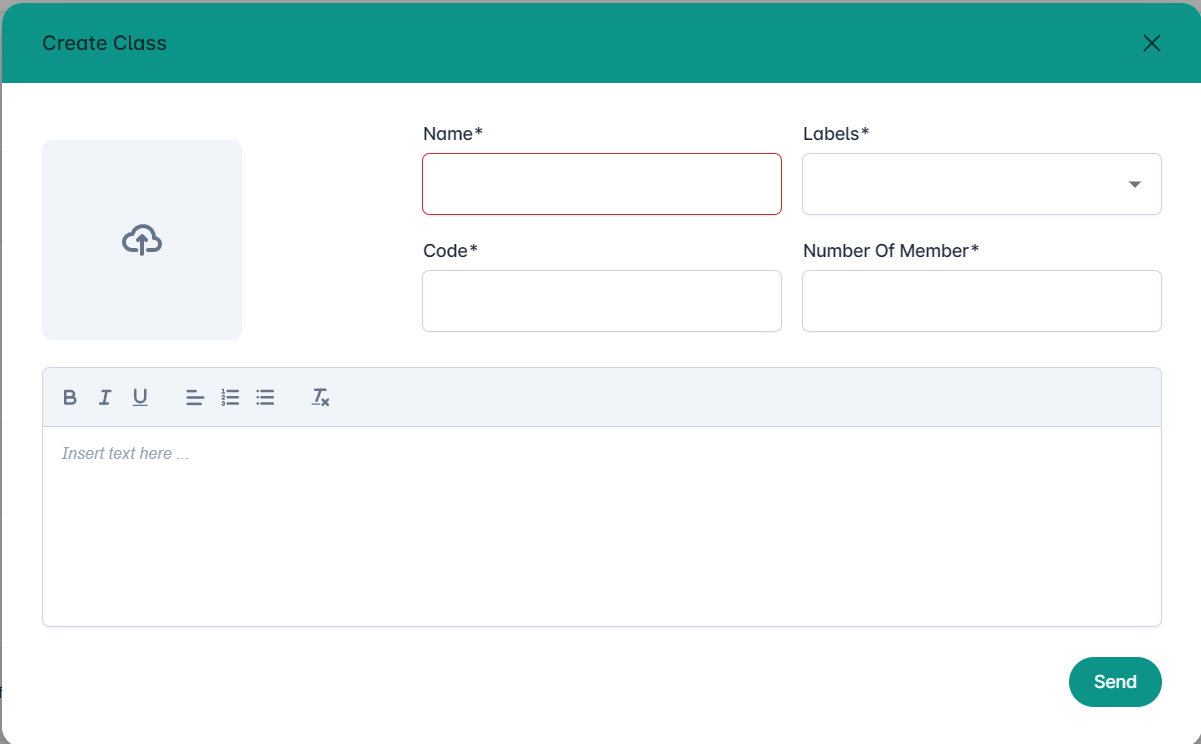 Create Class
Name*
Labels*
Code*
Number Of Member*
B I U
Insert text here ...
Send